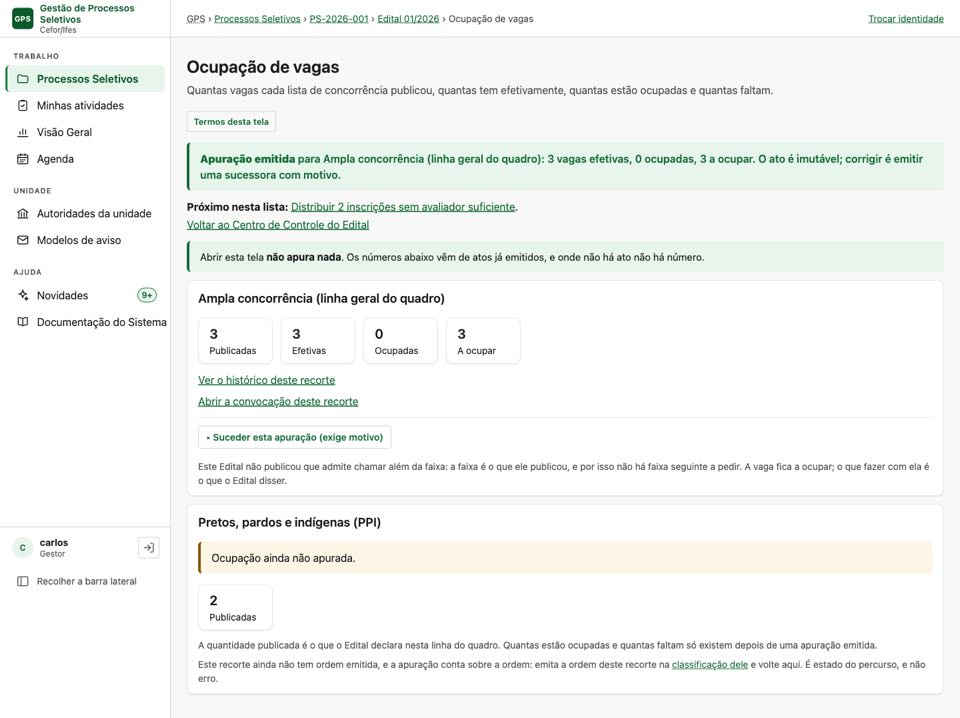 GPS
Gestão de Processos
Seletivos
Cefor/Ifes
TRABALHO
Processos Seletivos
Minhas atividades
Visão Geral
Agenda
UNIDADE
Autoridades da unidade
Modelos de aviso
AJUDA
Novidades 9+
Documentação do Sistema
C
carlos
Gestor
Recolher a barra lateral
GPS › Processos Seletivos › PS-2026-001 › Edital 01/2026 › Ocupação de vagas
Trocar identidade
Ocupação de vagas
Quantas vagas cada lista de concorrência publicou, quantas tem efetivamente, quantas estão ocupadas e quantas faltam.
Termos desta tela
Apuração emitida para Ampla concorrência (linha geral do quadro): 3 vagas efetivas, 0 ocupadas, 3 a ocupar. O ato é imutável; corrigir é emitir
uma sucessora com motivo.
Próximo nesta lista: Distribuir 2 inscrições sem avaliador suficiente.
Voltar ao Centro de Controle do Edital
Abrir esta tela não apura nada. Os números abaixo vêm de atos já emitidos, e onde não há ato não há número.
Ampla concorrência (linha geral do quadro)
3
Publicadas
3
Efetivas
0
Ocupadas
3
A ocupar
Ver o histórico deste recorte
Abrir a convocação deste recorte
Suceder esta apuração (exige motivo)
Este Edital não publicou que admite chamar além da faixa: a faixa é o que ele publicou, e por isso não há faixa seguinte a pedir. A vaga fica a ocupar; o que fazer com ela é
o que o Edital disser.
Pretos, pardos e indígenas (PPI)
Ocupação ainda não apurada.
2
Publicadas
A quantidade publicada é o que o Edital declara nesta linha do quadro. Quantas estão ocupadas e quantas faltam só existem depois de uma apuração emitida.
Este recorte ainda não tem ordem emitida, e a apuração conta sobre a ordem: emita a ordem deste recorte na classificação dele e volte aqui. É estado do percurso, e não
erro.